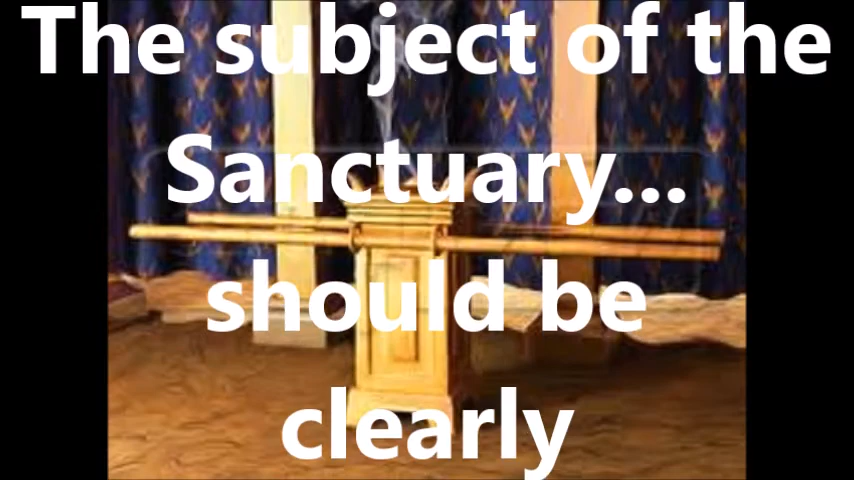 The subject of the
Sanctuary...
should be
clearly